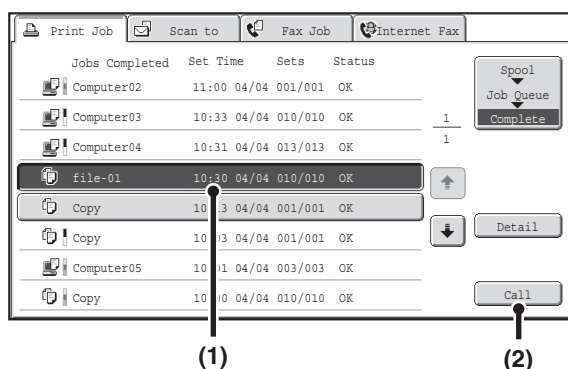 Print Job Scan to Fax Job Internet Fax
Jobs Completed Set Time Sets Status
Computer02 11:00 04/04 001/001 OK
Computer03 10:33 04/04 010/010 OK
Computer04 10:31 04/04 013/013 OK
file-01 10:30 04/04 010/010 OK
Copy 04/04 001/001 OK
Copy 04/04 001/001 OK
Computer05 04/04 003/003 OK
Copy 04/04 010/010 OK
1
1
Spool
Job Queue
Complete
Detail
Call
(1)
(2)